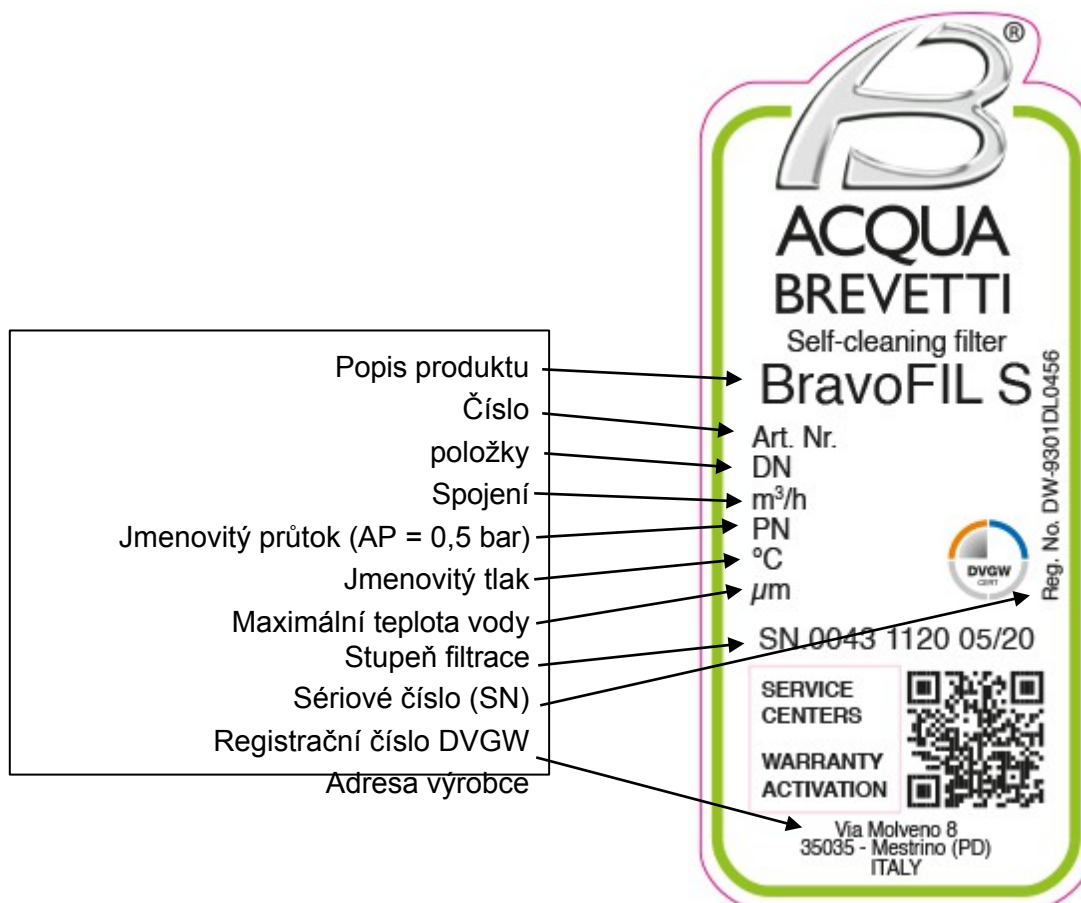 Popis produktu
Číslo
položky
Spojení
Jmenovitý průtok (AP = 0,5 bar)
Jmenovitý tlak
Maximální teplota vody
Stupeň filtrace
Sériové číslo (SN)
Registrační číslo DVGW
Adresa výrobce
®
ACQUA
BREVETTI
Self-cleaning filter
BravoFIL S
Art. Nr.
DN
m³/h
PN
°C
µm
DVGW
CERT
Reg. No. DW-9301DL0456
SN.0043 1120 05/20
SERVICE
CENTERS
WARRANTY
ACTIVATION
Via Molveno 8
35035 - Mestrino (PD)
ITALY